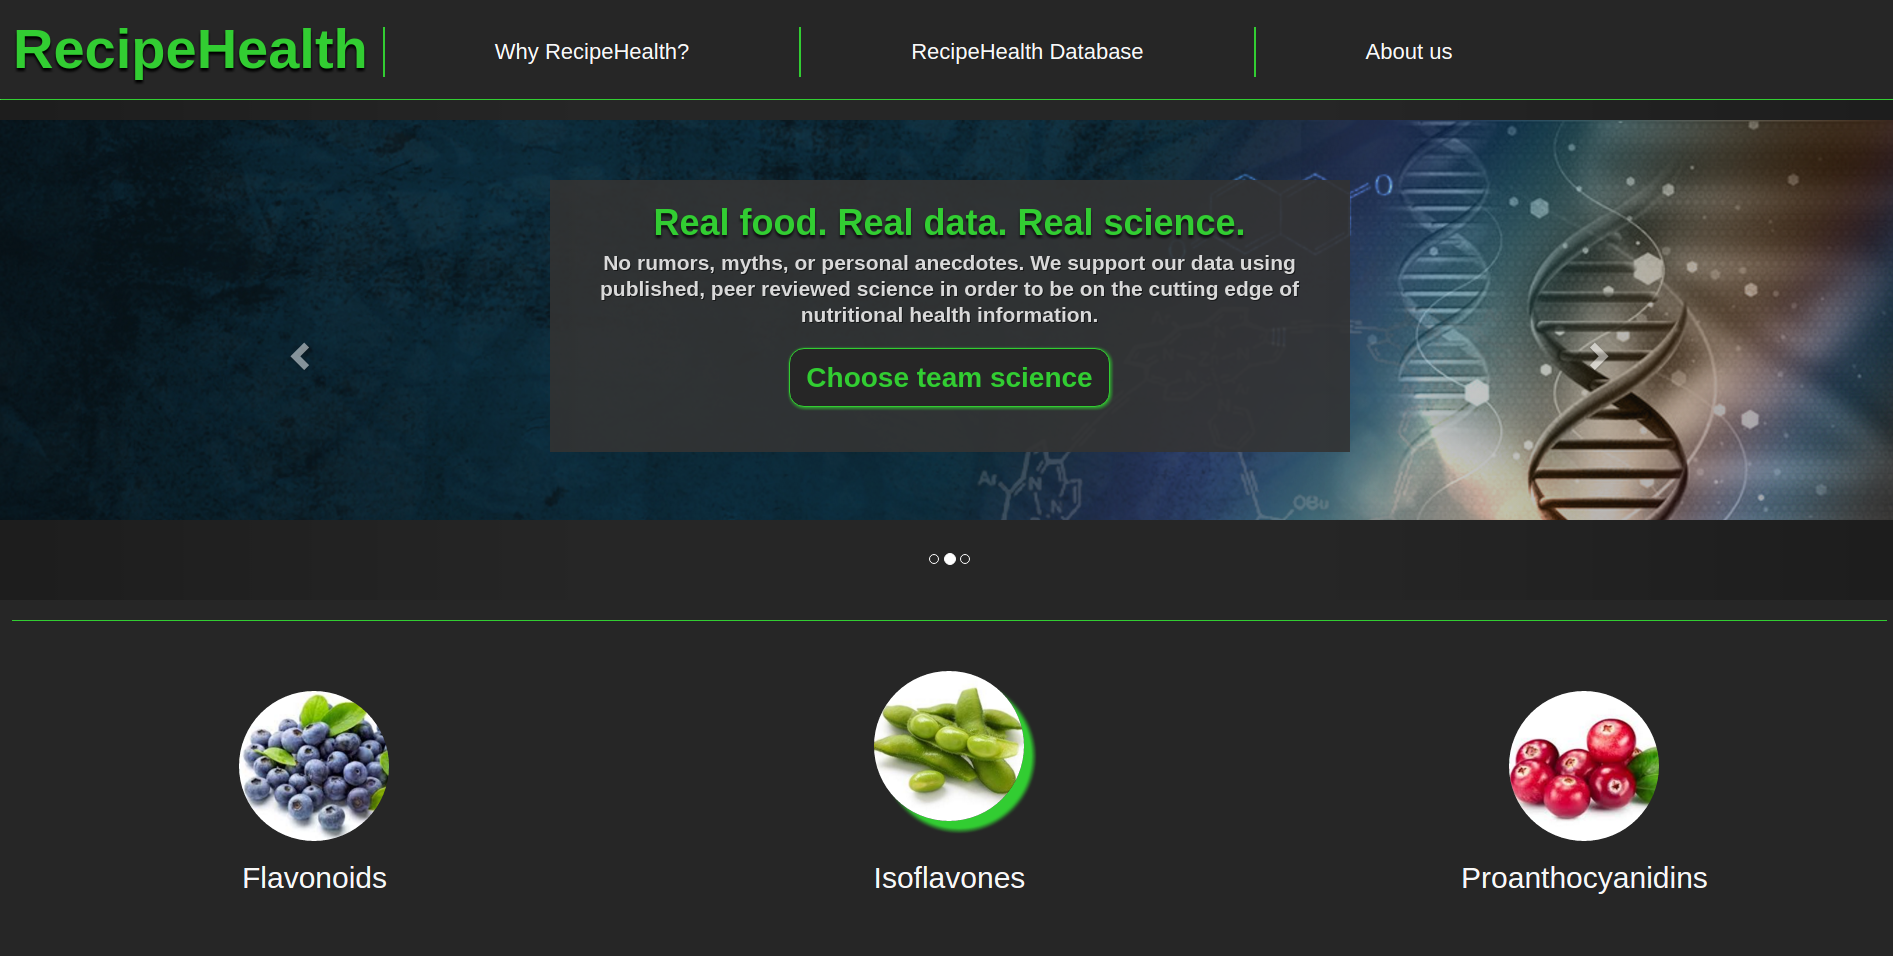 RecipeHealth
Why RecipeHealth?
RecipeHealth Database
About us
Real food. Real data. Real science.
No rumors, myths, or personal anecdotes. We support our data using
published, peer reviewed science in order to be on the cutting edge of
nutritional health information.
Choose team science
O
Ar
N
N
OBu
Flavonoids
Isoflavones
Proanthocyanidins